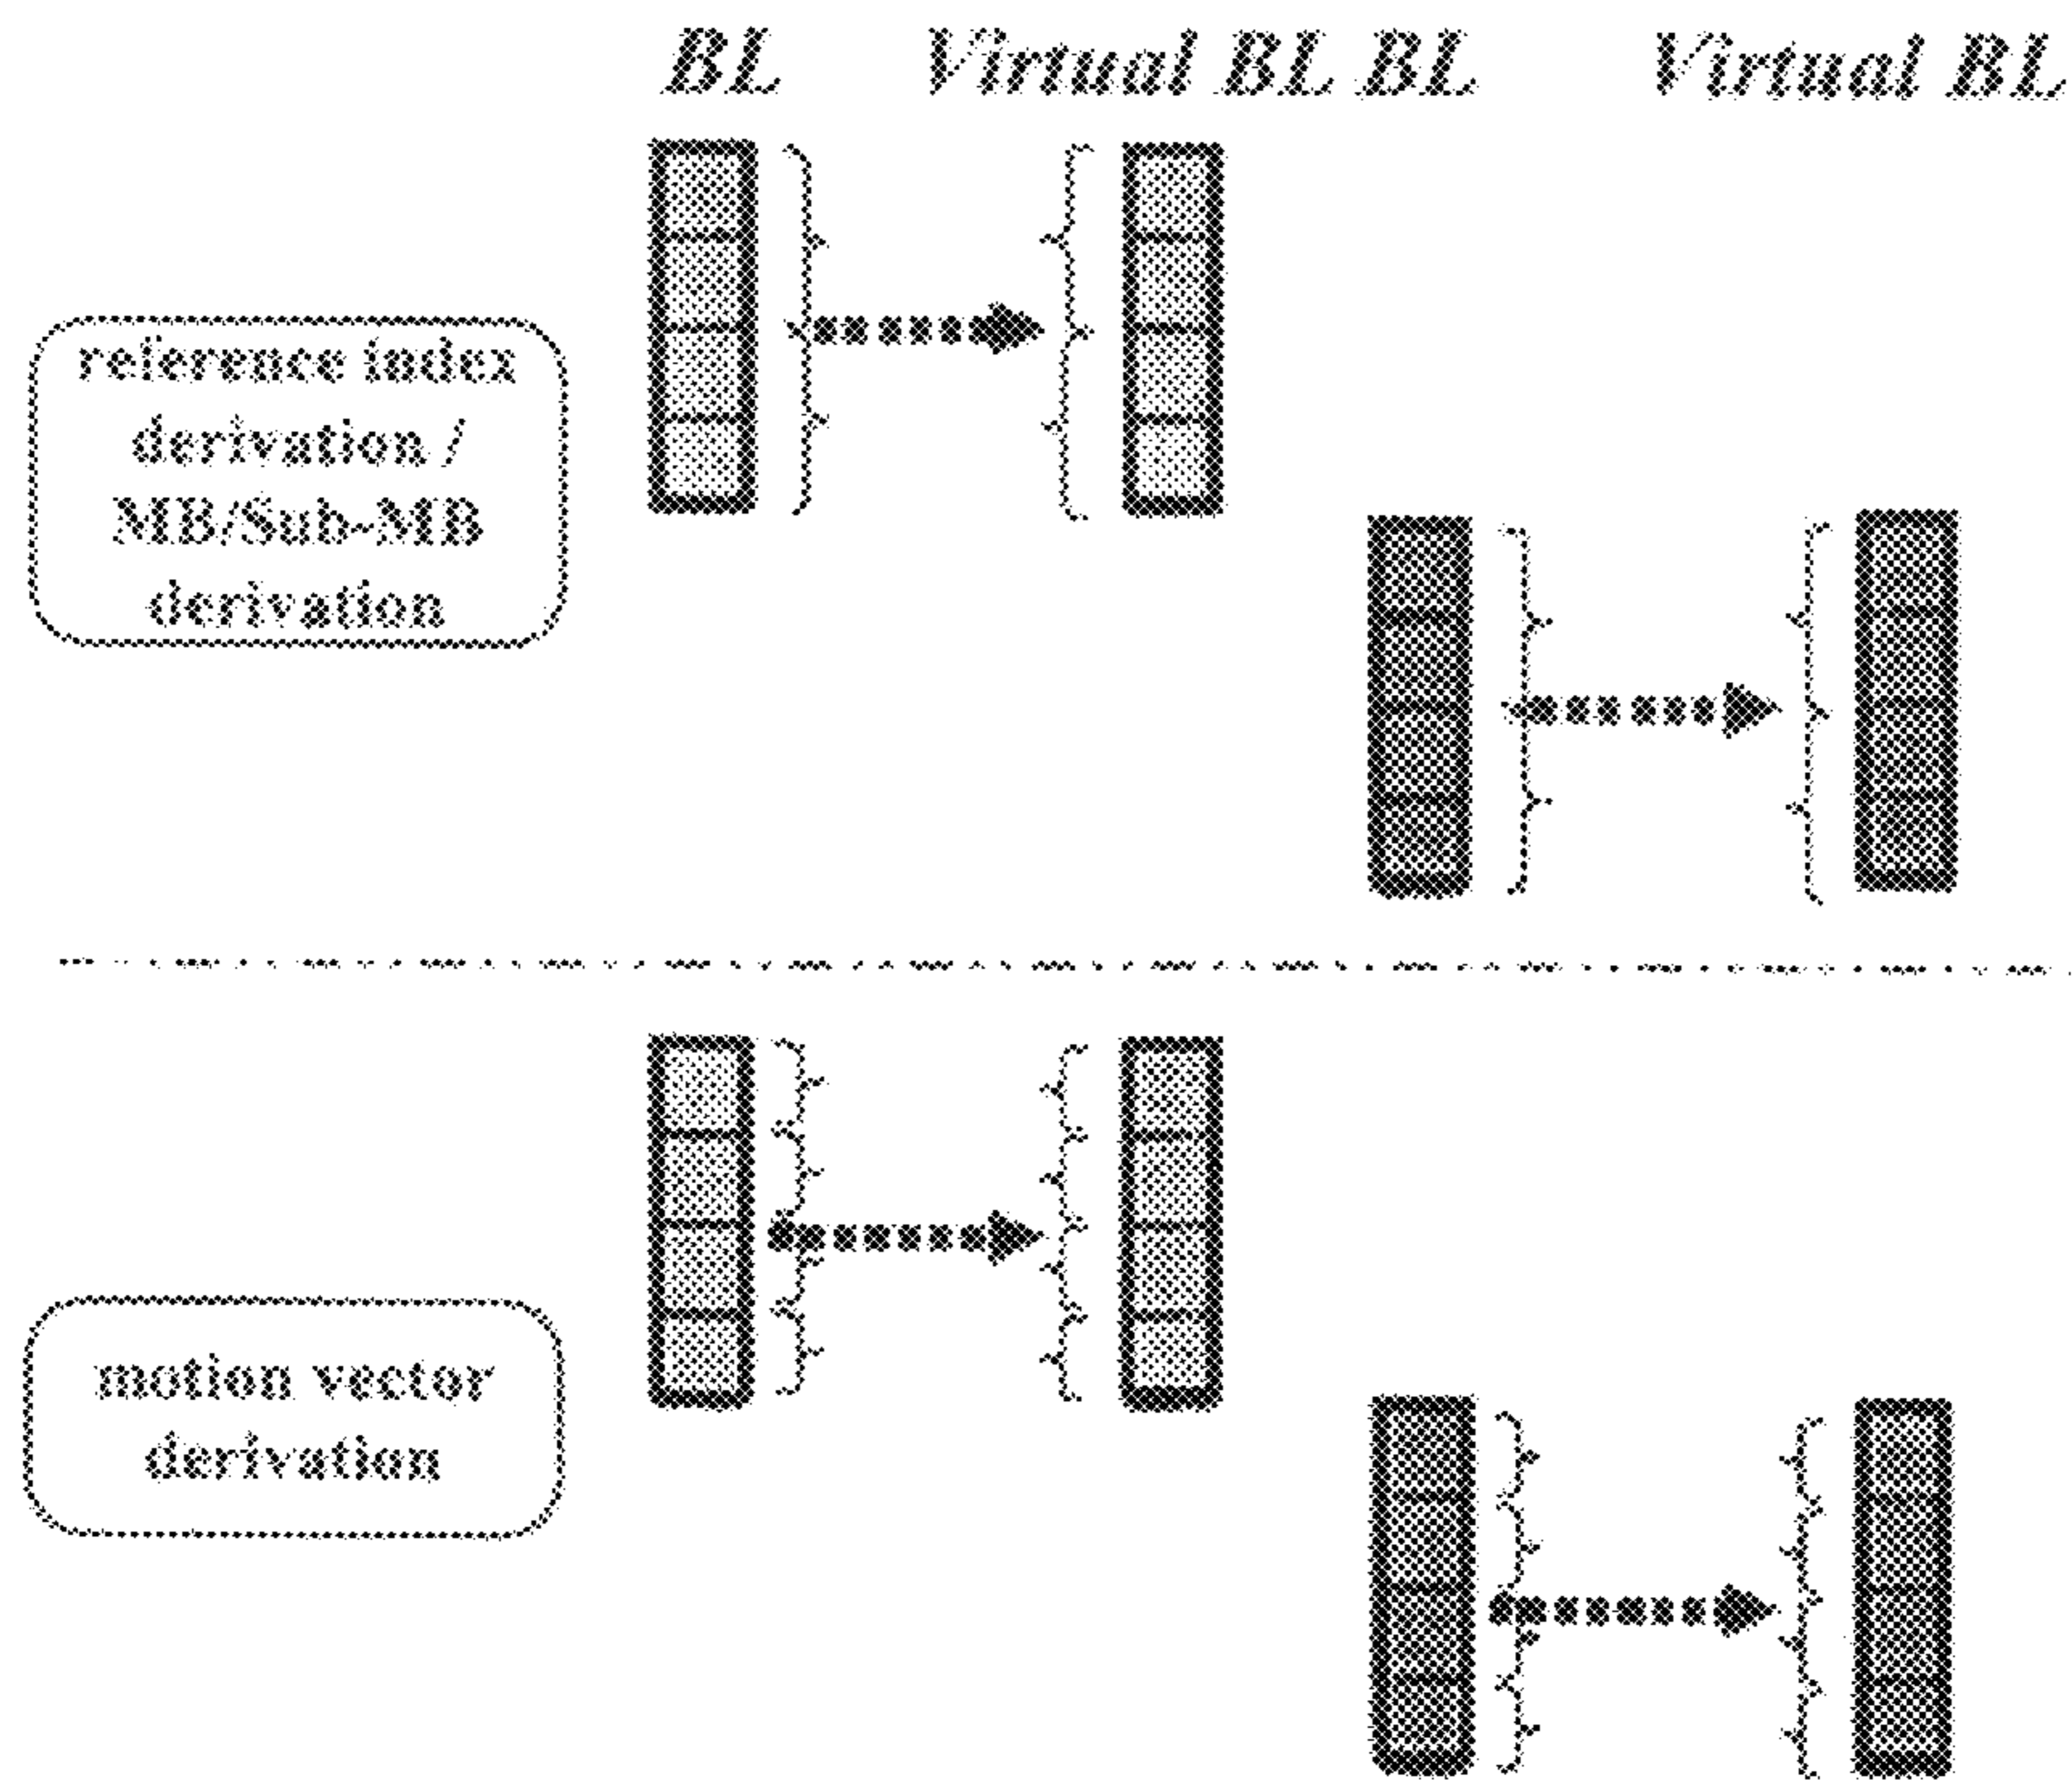 BL Virtual BL BL Virtual BL
reference index
derivation /
MB/Sub-MB
derivation
motion vector
derivation